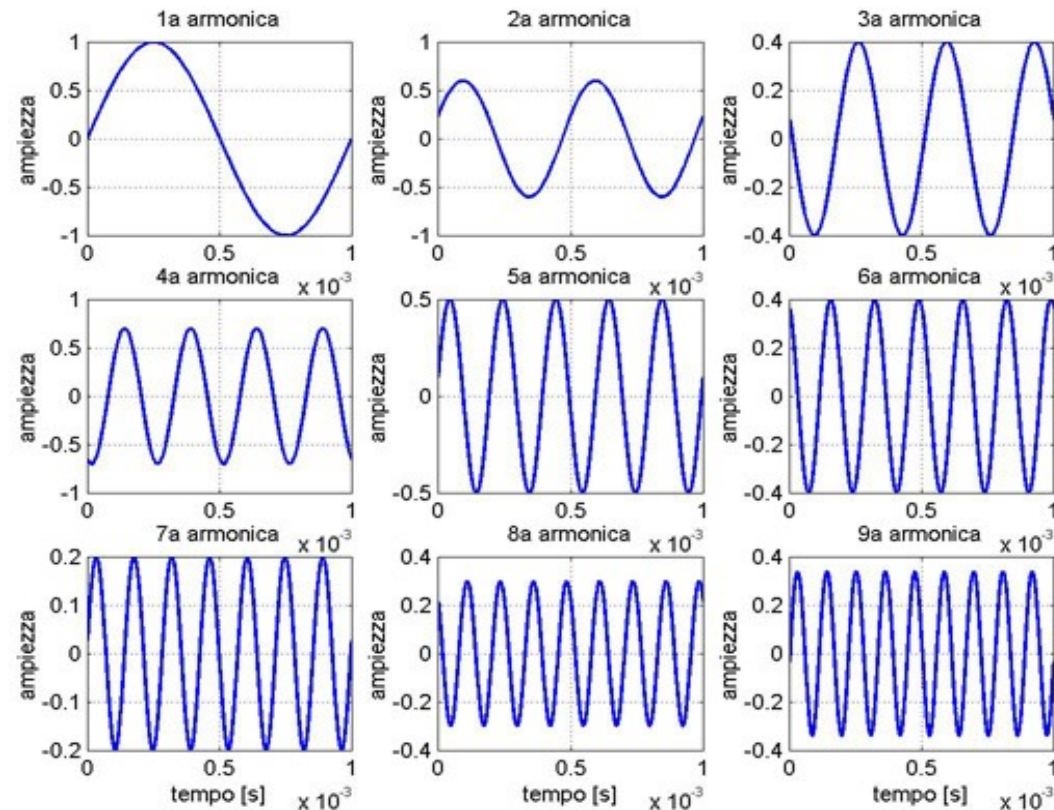 1a armonica
2a armonica
3a armonica
1
0.5
0
-0.5
-1
ampiezza
0 0.5 1
x 10-3
1
0.5
0
-0.5
-1
ampiezza
0 0.5 1
x 10-3
0.4
0.2
0
-0.2
-0.4
ampiezza
0 0.5 1
x 10-3
4a armonica
5a armonica
6a armonica
1
0.5
0
-0.5
-1
ampiezza
0 0.5 1
x 10-3
0.5
0
-0.5
ampiezza
0 0.5 1
x 10-3
0.4
0.2
0
-0.2
-0.4
ampiezza
0 0.5 1
x 10-3
7a armonica
8a armonica
9a armonica
0.2
0.1
0
-0.1
-0.2
ampiezza
0 0.5 1
tempo [s]
x 10-3
0.4
0.2
0
-0.2
-0.4
ampiezza
0 0.5 1
tempo [s]
x 10-3
0.4
0.2
0
-0.2
-0.4
ampiezza
0 0.5 1
tempo [s]
x 10-3